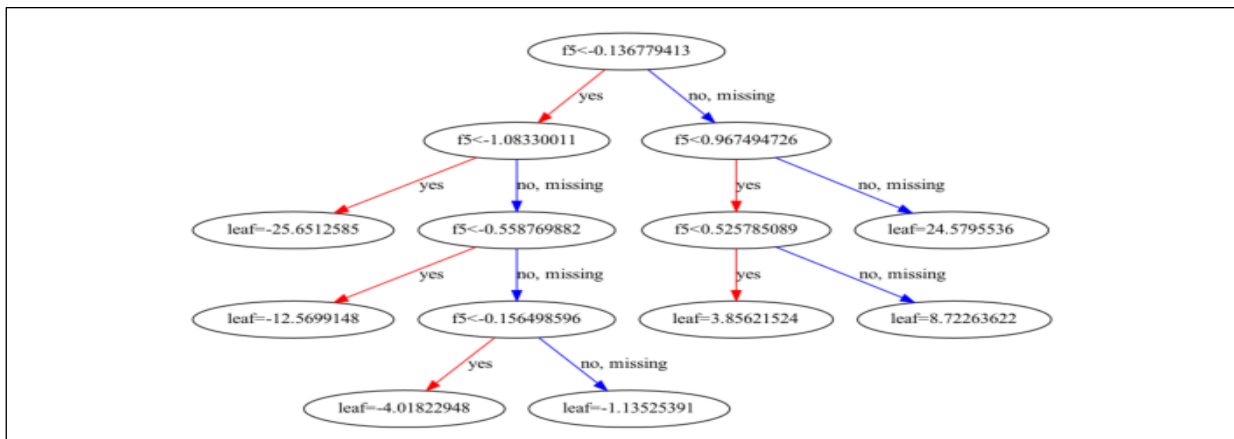 f5<-0.136779413
yes
no, missing
f5<-1.08330011
f5<0.967494726
yes
no, missing
yes
no, missing
leaf=-25.6512585
f5<-0.558769882
f5<0.525785089
leaf=24.5795536
yes
no, missing
yes
no, missing
leaf=-12.5699148
f5<-0.156498596
leaf=3.85621524
leaf=8.72263622
yes
no, missing
leaf=-4.01822948
leaf=-1.13525391